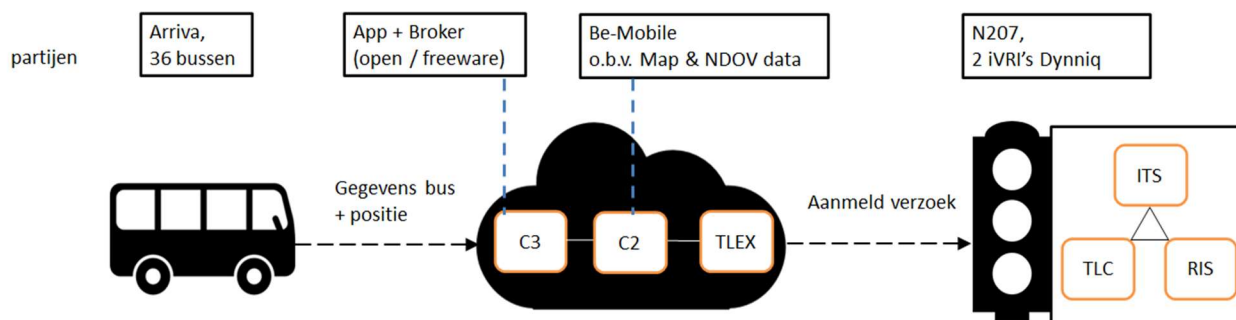 partijen
Arriva,
36 bussen
App + Broker
(open / freeware)
Be-Mobile
o.b.v. Map & NDOV data
N207,
2 iVRI's Dynniq
Gegevens bus
+ positie
C3
C2
TLEX
Aanmeld verzoek
ITS
TLC
RIS